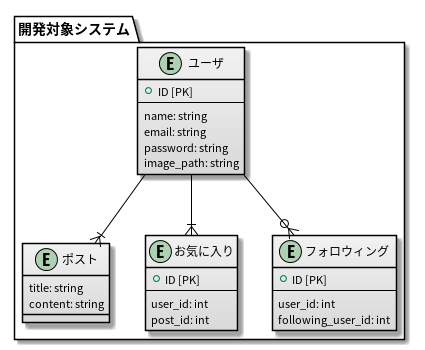 開発対象システム
E ユーザ
ID [PK]
name: string
email: string
password: string
image_path: string
E ポスト
title: string
content: string
E お気に入り
ID [PK]
user_id: int
post_id: int
E フォロウィング
ID [PK]
user_id: int
following_user_id: int